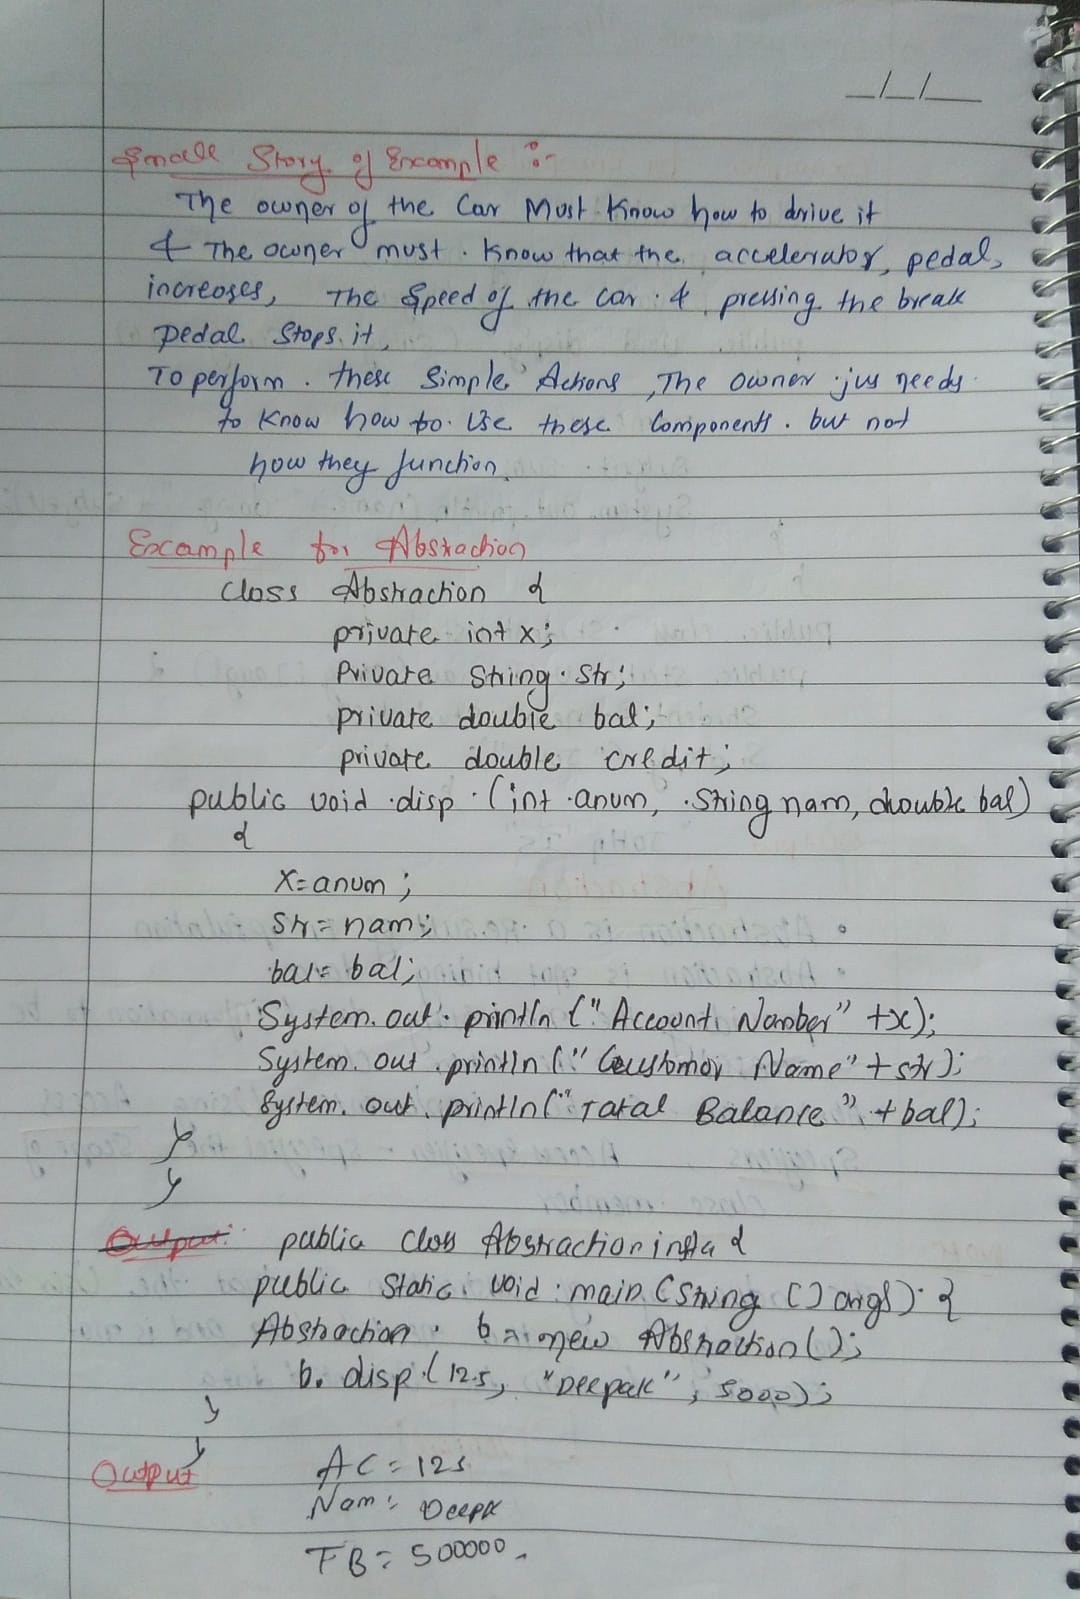 __/__/____
Small Story of Example :-
The owner of the Car Must Know how to drive it
& The owner must. Know that the accelerator, pedal,
increases, The Speed of the car. & pressing the break
pedal Stops it,
To perform. these Simple Actions, The owner jus needs
to Know how to. Use these Components. but not
how they function.
Example for Abstraction
Class Abstraction {
private int x;
Private String str;
private double bal;
private double credit;
public void disp (int anum, String nam, double bal)
{
x=anum;
str=nam;
bal= bal;
System.out.println ("Account Number" +x);
System.out.println ("Customer Name" + str);
System.out.println (" Total Balance" + bal);
}
}
Output: public class Abstraction insta {
public Static void main (String [] args) {
Abstraction b = new Abstraction();
b.disp (125, "Deepak", 5000);
}
}
Output AC = 125
Nam: Deepk
TB = 500000.